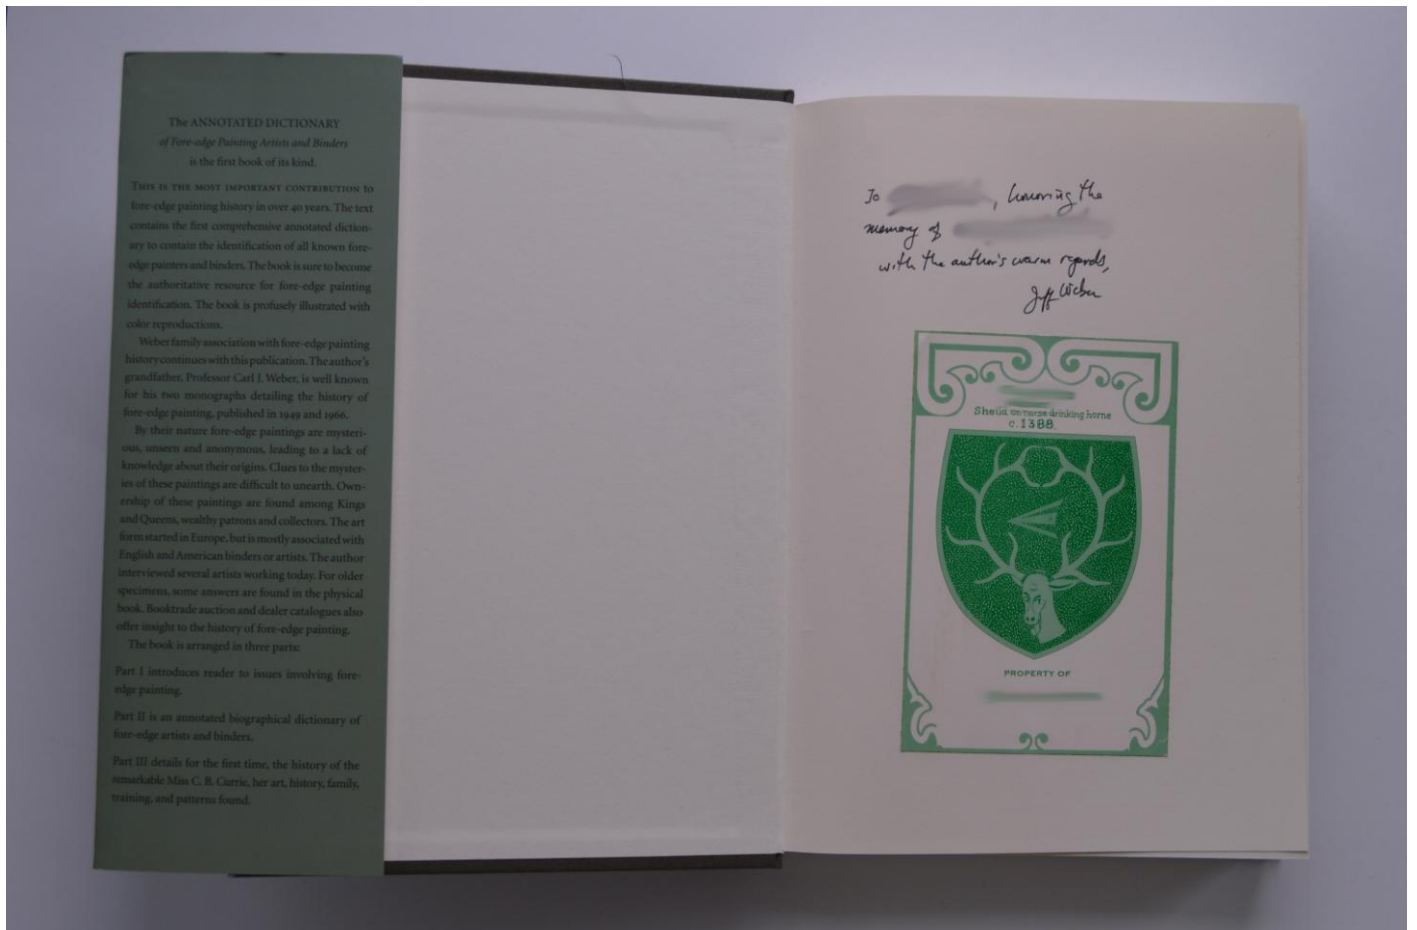 The ANNOTATED DICTIONARY
of Fore-edge Painting Artists and Binders
is the first book of its kind.
THIS IS THE MOST IMPORTANT CONTRIBUTION to
fore-edge painting history in over 40 years. The text
contains the first comprehensive annotated diction-
ary to contain the identification of all known fore-
edge painters and binders. The book is sure to become
the authoritative resource for fore-edge painting
identification. The book is profusely illustrated with
color reproductions.
Weber family association with fore-edge painting
history continues with this publication. The author's
grandfather, Professor Carl J. Weber, is well known
for his two monographs detailing the history of
fore-edge painting, published in 1949 and 1966.
By their nature fore-edge paintings are mysteri-
ous, unseen and anonymous, leading to a lack of
knowledge about their origins. Clues to the myster-
ies of these paintings are difficult to unearth. Own-
ership of these paintings are found among Kings
and Queens, wealthy patrons and collectors. The art
form started in Europe, but is mostly associated with
English and American binders or artists. The author
interviewed several artists working today. For older
specimens, some answers are found in the physical
book. Booktrade auction and dealer catalogues also
offer insight to the history of fore-edge painting.
The book is arranged in three parts:
Part I introduces reader to issues involving fore-
edge painting.
Part II is an annotated biographical dictionary of
fore-edge artists and binders.
Part III details for the first time, the history of the
remarkable Miss C. B. Currie, her art, history, family,
training, and patterns found.
To , honoring the
memory of
with the author's warm regards,
Jeff Weber
on norse drinking horne
c.1388.
PROPERTY OF